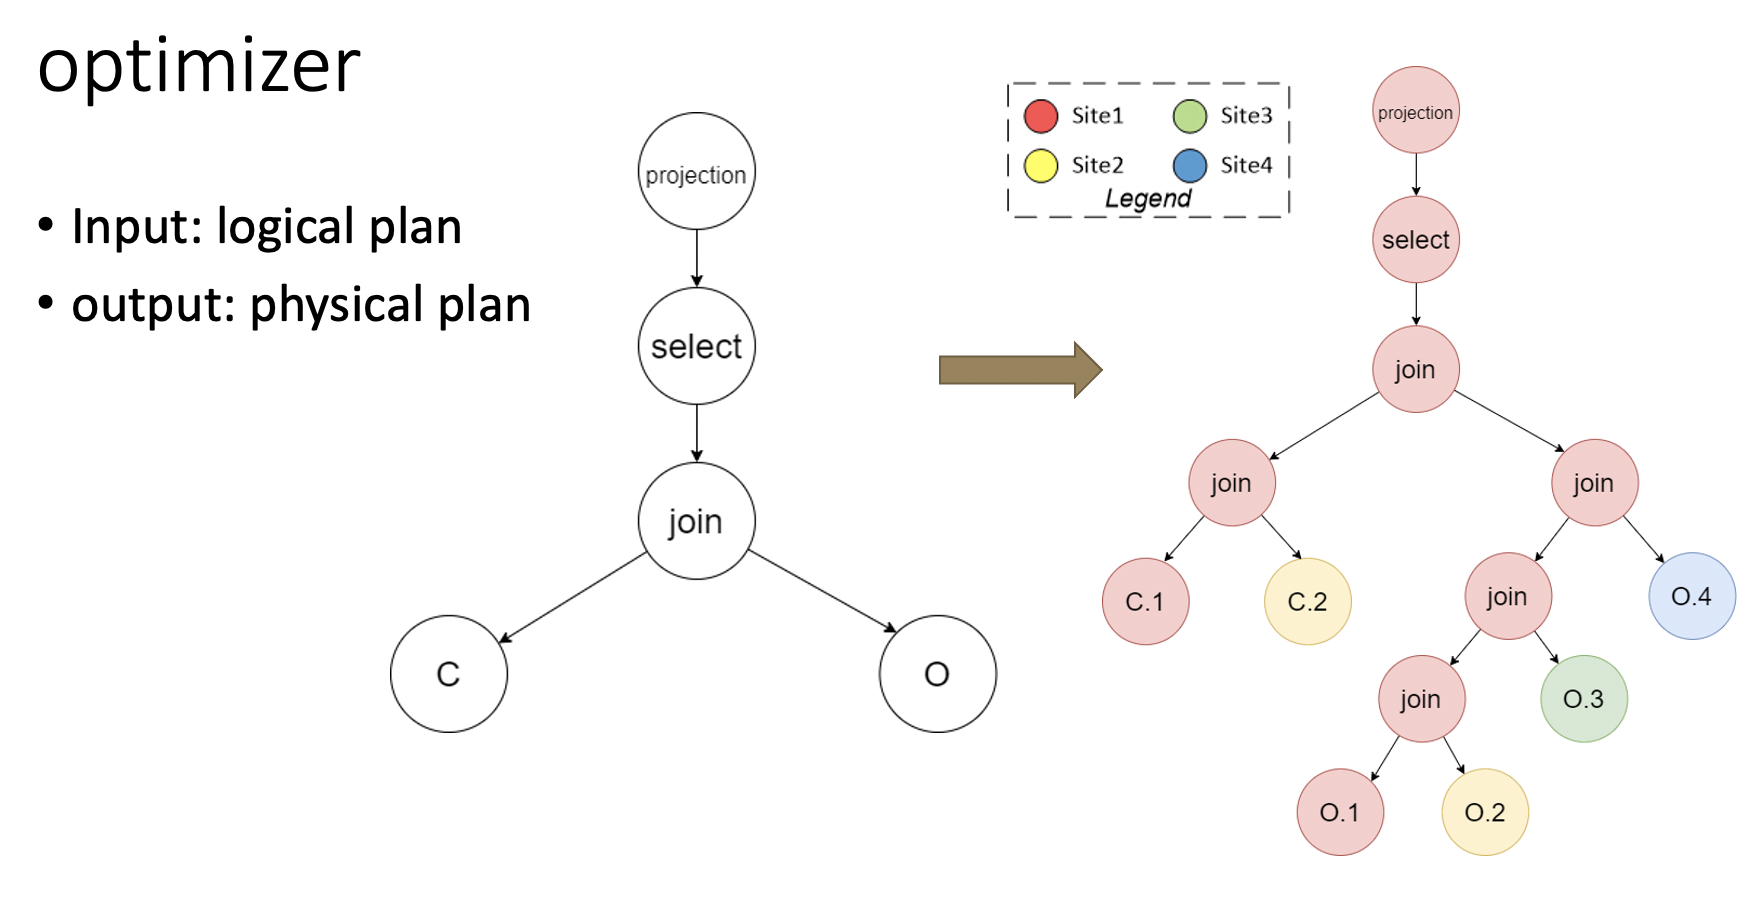 optimizer
• Input: logical plan
• output: physical plan
projection
select
join
C
O
Site1
Site3
Site2
Site4
Legend
projection
select
join
join
join
C.1
C.2
join
O.4
join
O.3
O.1
O.2